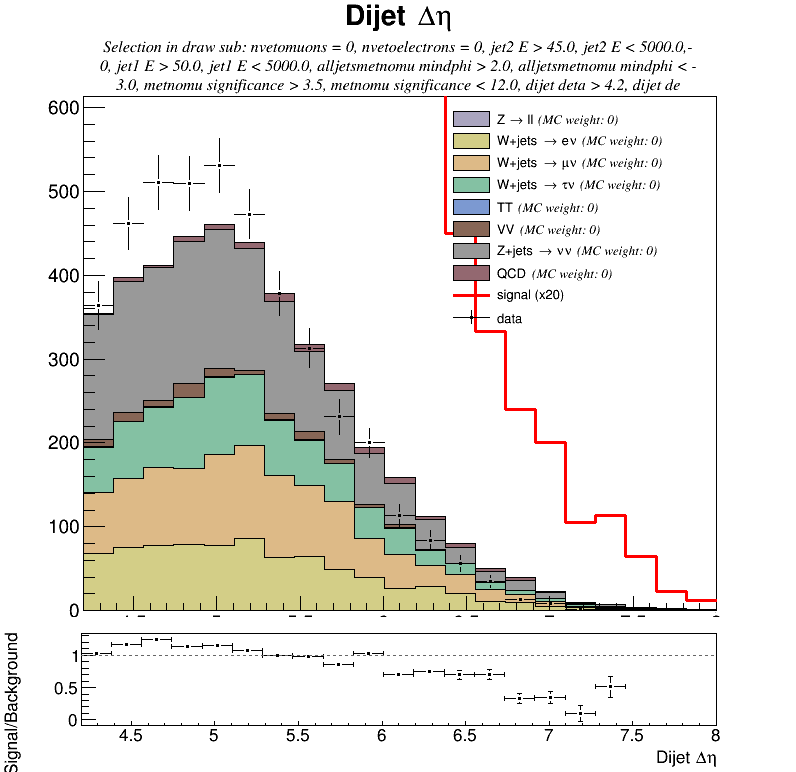 Dijet Δη
Selection in draw sub: nvetomuons = 0, nvetoelectrons = 0, jet2 E > 45.0, jet2 E < 5000.0,-
0, jet1 E > 50.0, jet1 E < 5000.0, alljetsmetnomu mindphi > 2.0, alljetsmetnomu mindphi < -
3.0, metnomu significance > 3.5, metnomu significance < 12.0, dijet deta > 4.2, dijet de
600
500
400
300
200
100
0
Z → ll (MC weight: 0)
W+jets → eν (MC weight: 0)
W+jets → μν (MC weight: 0)
W+jets → τν (MC weight: 0)
TT (MC weight: 0)
VV (MC weight: 0)
Z+jets → νν (MC weight: 0)
QCD (MC weight: 0)
signal (x20)
data
Signal/Background
1
0.5
0
4.5 5 5.5 6 6.5 7 7.5 8
Dijet Δη